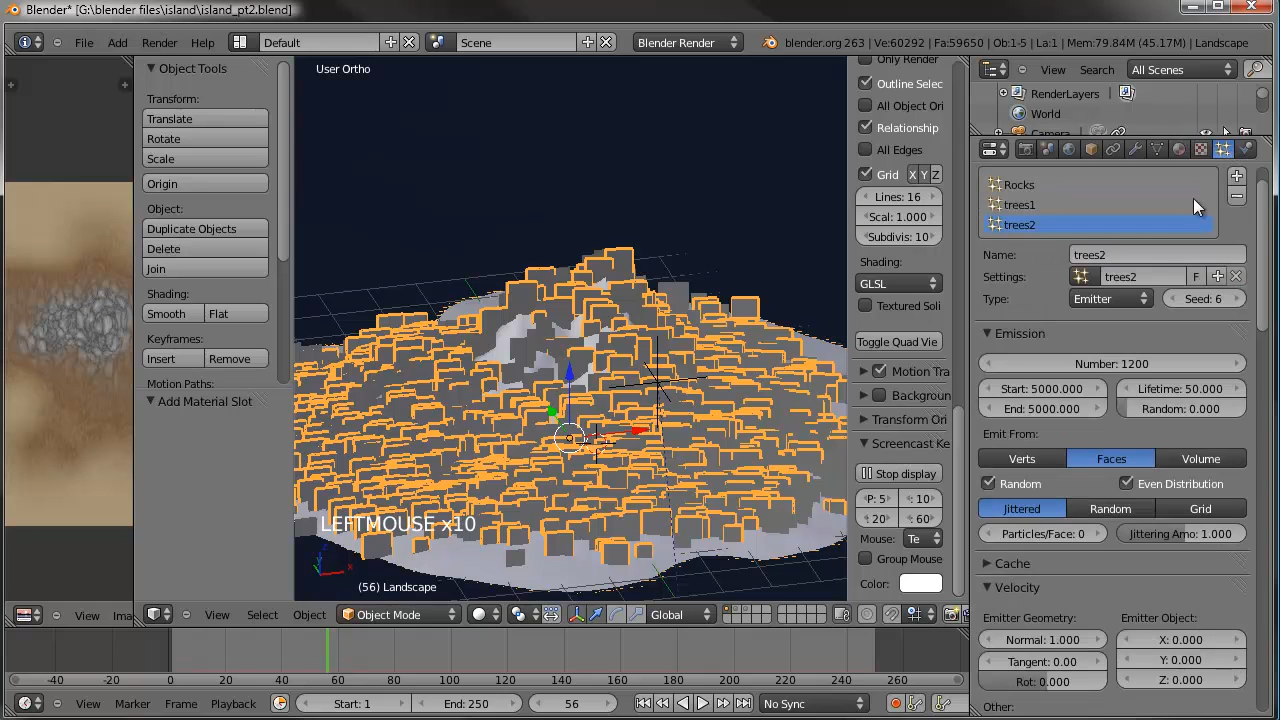 Blender* [G:\blender files\island\island_pt2.blend]
File Add Render Help Default Scene Blender Render blender.org 263 | Ve:60292 | Fa:59650 | Ob:1-5 | La:1 | Mem:79.84M (45.17M) | Landscape
Object Tools
Transform:
Translate
Rotate
Scale
Origin
Object:
Duplicate Objects
Delete
Join
Shading:
Smooth Flat
Keyframes:
Insert Remove
Motion Paths:
Add Material Slot
User Ortho
LEFTMOUSE x10
(56) Landscape
Only Render
Outline Selec
All Object Ori
Relationship
All Edges
Grid X Y Z
Lines: 16
Scal: 1.000
Subdivis: 10
Shading:
GLSL
Textured Soli
Toggle Quad Vie
Motion Tra
Backgroun
Transform Ori
Screencast Ke
Stop display
P: 5 : 10
: 20 : 60
Mouse: Te
Group Mouse
Color:
View Search All Scenes
RenderLayers
World
Camera
Rocks
trees1
trees2
Name: trees2
Settings: trees2 F
Type: Emitter Seed: 6
Emission
Number: 1200
Start: 5000.000 Lifetime: 50.000
End: 5000.000 Random: 0.000
Emit From:
Verts Faces Volume
Random Even Distribution
Jittered Random Grid
Particles/Face: 0 Jittering Amo: 1.000
Cache
Velocity
Emitter Geometry: Emitter Object:
Normal: 1.000 X: 0.000
Tangent: 0.00 Y: 0.000
Rot: 0.000 Z: 0.000
Other:
View Ima View Select Object Object Mode Global
-40 -20 0 20 40 60 80 100 120 140 160 180 200 220 240 260
View Marker Frame Playback Start: 1 End: 250 56 No Sync